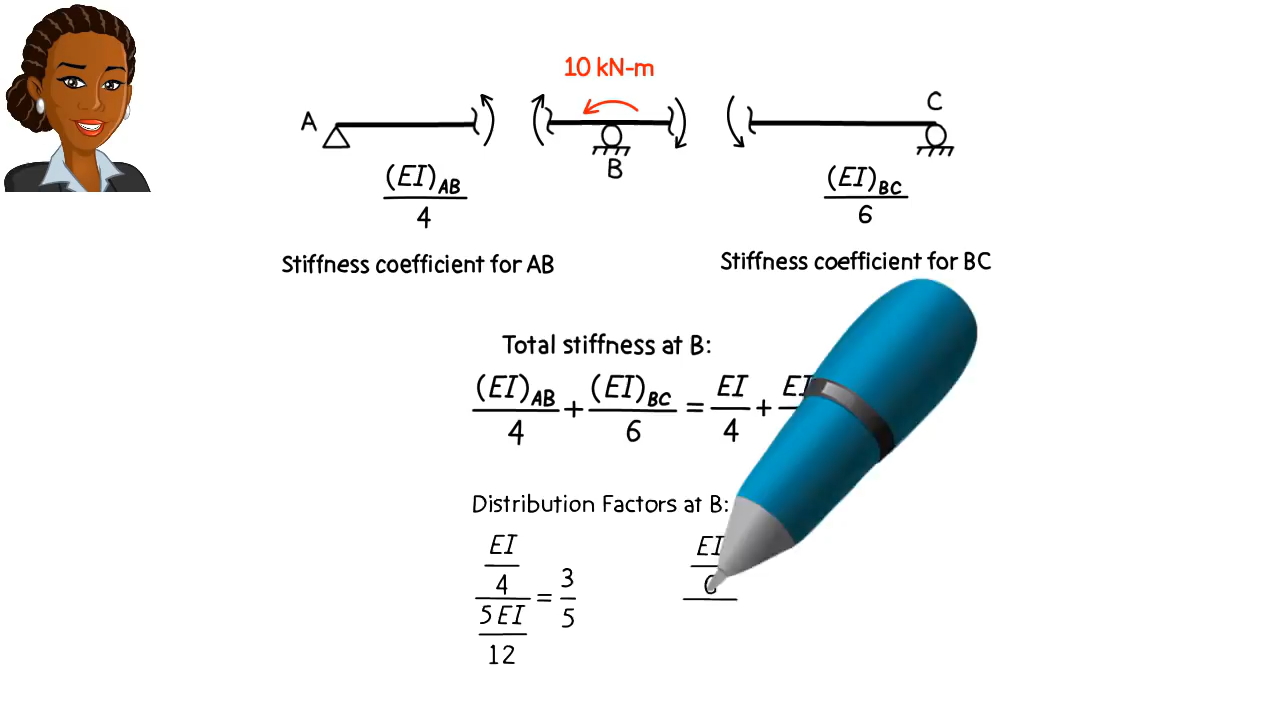 10 kN-m
A
B
C
(EI)AB/4
(EI)BC/6
Stiffness coefficient for AB
Stiffness coefficient for BC
Total stiffness at B:
(EI)AB/4 + (EI)BC/6 = EI/4 + EI
Distribution Factors at B:
EI/4 / 5EI/12 = 3/5
EI